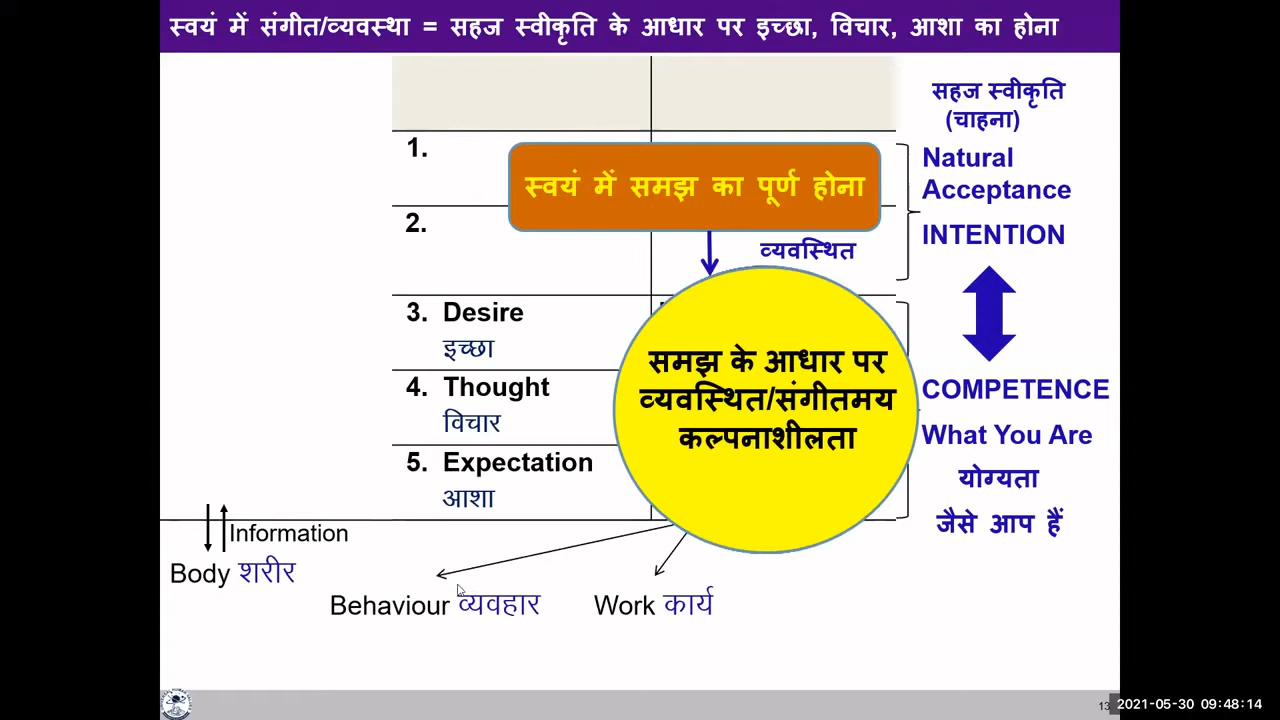 स्वयं में संगीत/व्यवस्था = सहज स्वीकृति के आधार पर इच्छा, विचार, आशा का होना
सहज स्वीकृति
(चाहना)
Natural
Acceptance
INTENTION
1.
स्वयं में समझ का पूर्ण होना
2.
व्यवस्थित
3. Desire
इच्छा
4. Thought
विचार
5. Expectation
आशा
समझ के आधार पर
व्यवस्थित/संगीतमय
कल्पनाशीलता
COMPETENCE
What You Are
योग्यता
जैसे आप हैं
Information
Body शरीर
Behaviour व्यवहार
Work कार्य
13
2021-05-30 09:48:14